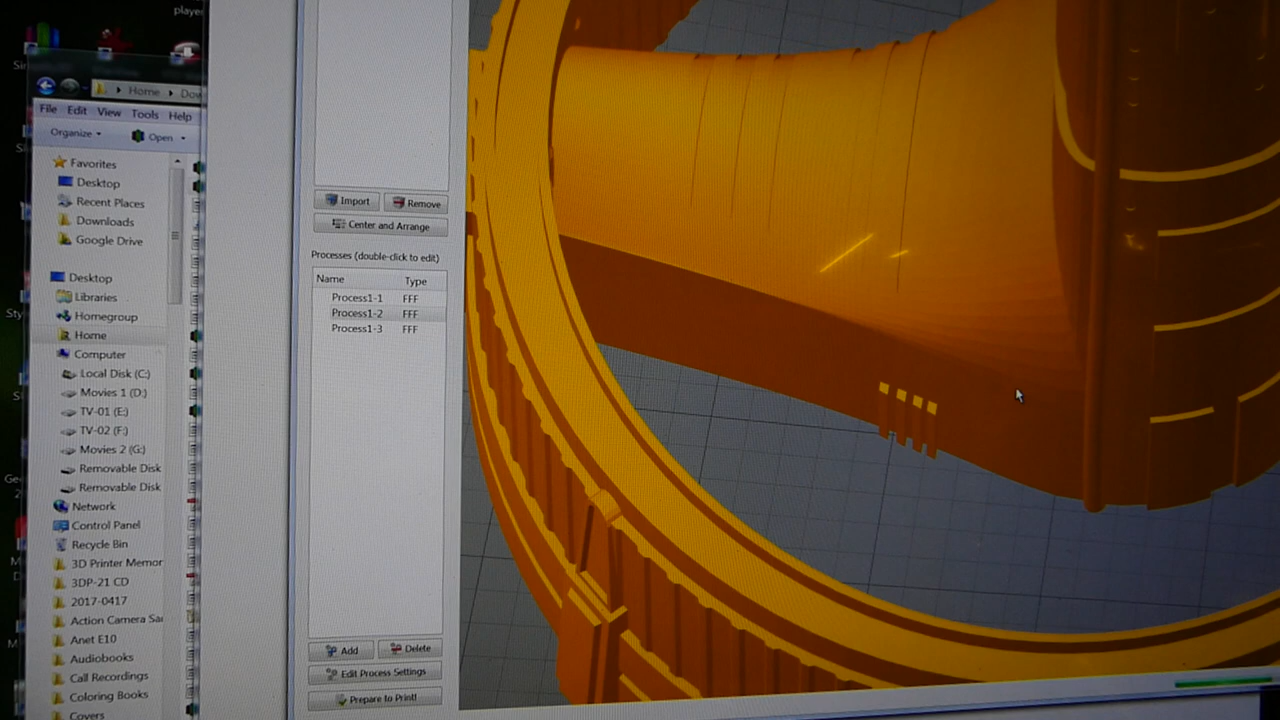 playe
Home
Dow
File Edit View Tools Help
Organize
Open
Favorites
Desktop
Recent Places
Downloads
Google Drive
Desktop
Libraries
Homegroup
Home
Computer
Local Disk (C:)
Movies 1 (D:)
TV-01 (E:)
TV-02 (F:)
Movies 2 (G:)
Removable Disk
Removable Disk
Network
Control Panel
Recycle Bin
3D Printer Memor
3DP-21 CD
2017-0417
Action Camera Sa
Anet E10
Audiobooks
Call Recordings
Coloring Books
Covers
Import Remove
Center and Arrange
Processes (double-click to edit)
Name Type
Process1-1 FFF
Process1-2 FFF
Process1-3 FFF
Add Delete
Edit Process Settings
Prepare to Print!